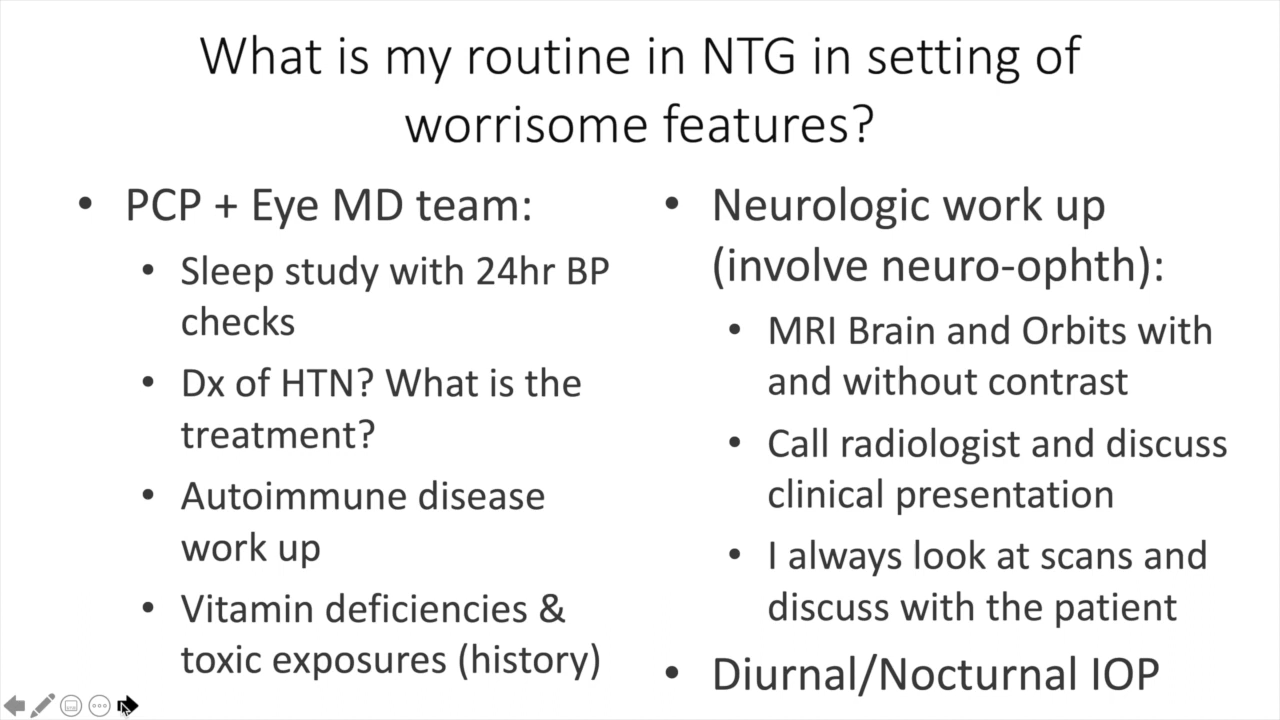 What is my routine in NTG in setting of
worrisome features?
• PCP + Eye MD team:
• Sleep study with 24hr BP
checks
• Dx of HTN? What is the
treatment?
• Autoimmune disease
work up
• Vitamin deficiencies &
toxic exposures (history)
• Neurologic work up
(involve neuro-ophth):
• MRI Brain and Orbits with
and without contrast
• Call radiologist and discuss
clinical presentation
• I always look at scans and
discuss with the patient
• Diurnal/Nocturnal IOP